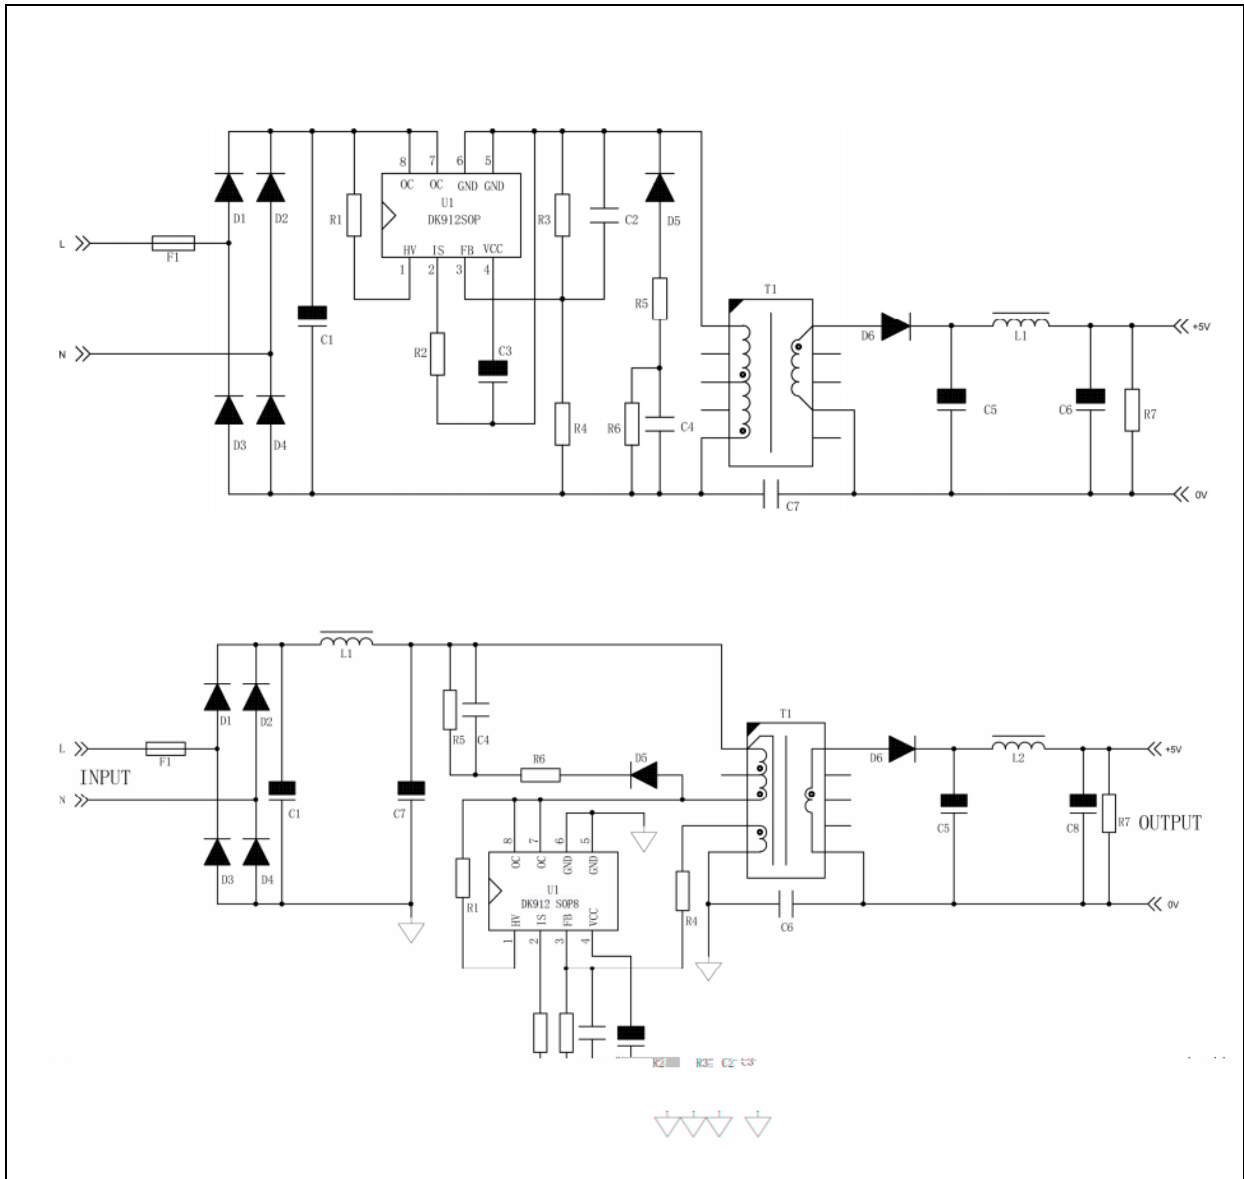 8 7 6 5
OC OC GND GND
U1
DK912SOP
HV IS FB VCC
1 2 3 4
D1 D2 R1 R3 C2 D5
L F1
R5 T1
N C1 R2 C3 D6 L1 +5V
D3 D4 R4 R6 C4 C5 C6 R7
C7 0V
L1
D1 D2 R5 C4 T1
L F1 R6 D5 D6 L2 +5V
INPUT
N C1 C7 C5 C8 R7 OUTPUT
8 7 6 5
OC OC GND GND
D3 D4 R1 U1 R4
DK912 SOP8
HV IS FB VCC
1 2 3 4
C6 0V
R2 R3 C2 C3